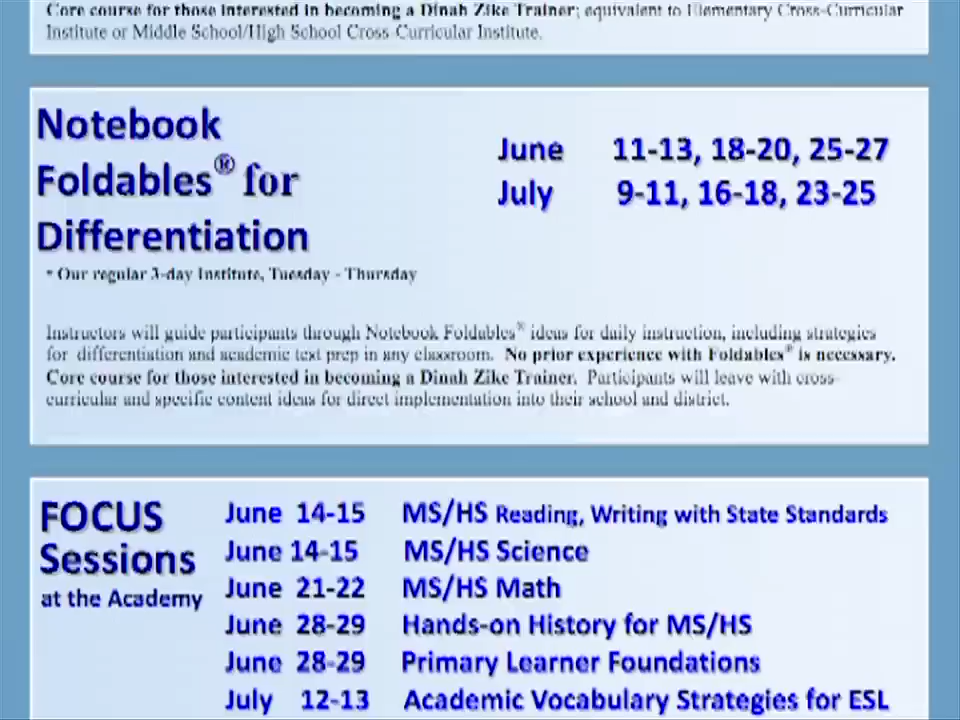 Core course for those interested in becoming a Dinah Zike Trainer; equivalent to Elementary Cross-Curricular
Institute or Middle School/High School Cross-Curricular Institute.
Notebook
Foldables® for
Differentiation
June 11-13, 18-20, 25-27
July 9-11, 16-18, 23-25
* Our regular 3-day Institute, Tuesday - Thursday
Instructors will guide participants through Notebook Foldables® ideas for daily instruction, including strategies
for differentiation and academic text prep in any classroom. No prior experience with Foldables® is necessary.
Core course for those interested in becoming a Dinah Zike Trainer. Participants will leave with cross-
curricular and specific content ideas for direct implementation into their school and district.
FOCUS
Sessions
at the Academy
June 14-15 MS/HS Reading, Writing with State Standards
June 14-15 MS/HS Science
June 21-22 MS/HS Math
June 28-29 Hands-on History for MS/HS
June 28-29 Primary Learner Foundations
July 12-13 Academic Vocabulary Strategies for ESL